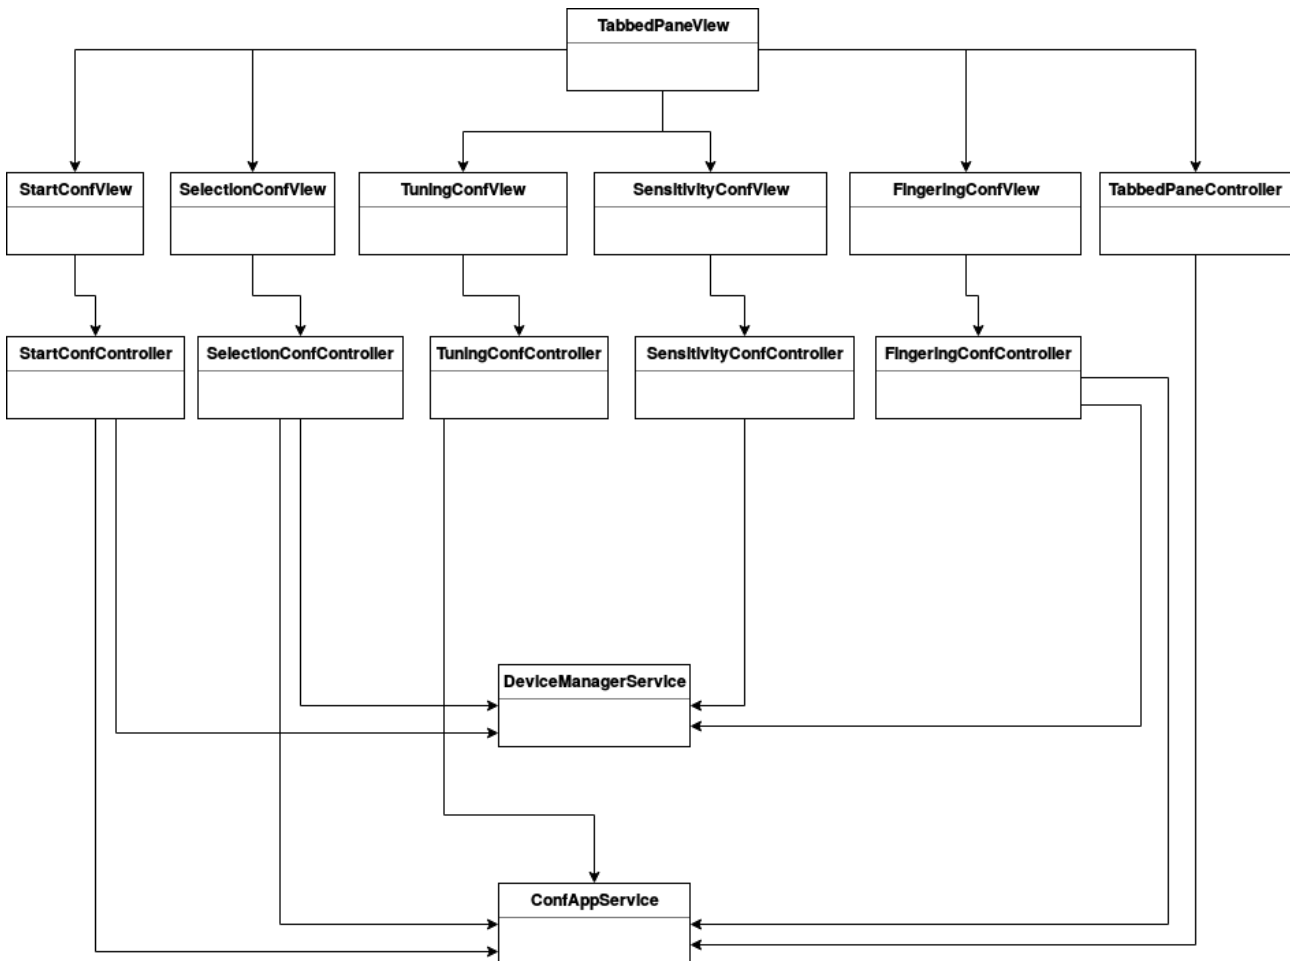 TabbedPaneView
StartConfView
SelectionConfView
TuningConfView
SensitivityConfView
FingeringConfView
TabbedPaneController
StartConfController
SelectionConfController
TuningConfController
SensitivityConfController
FingeringConfController
DeviceManagerService
ConfAppService